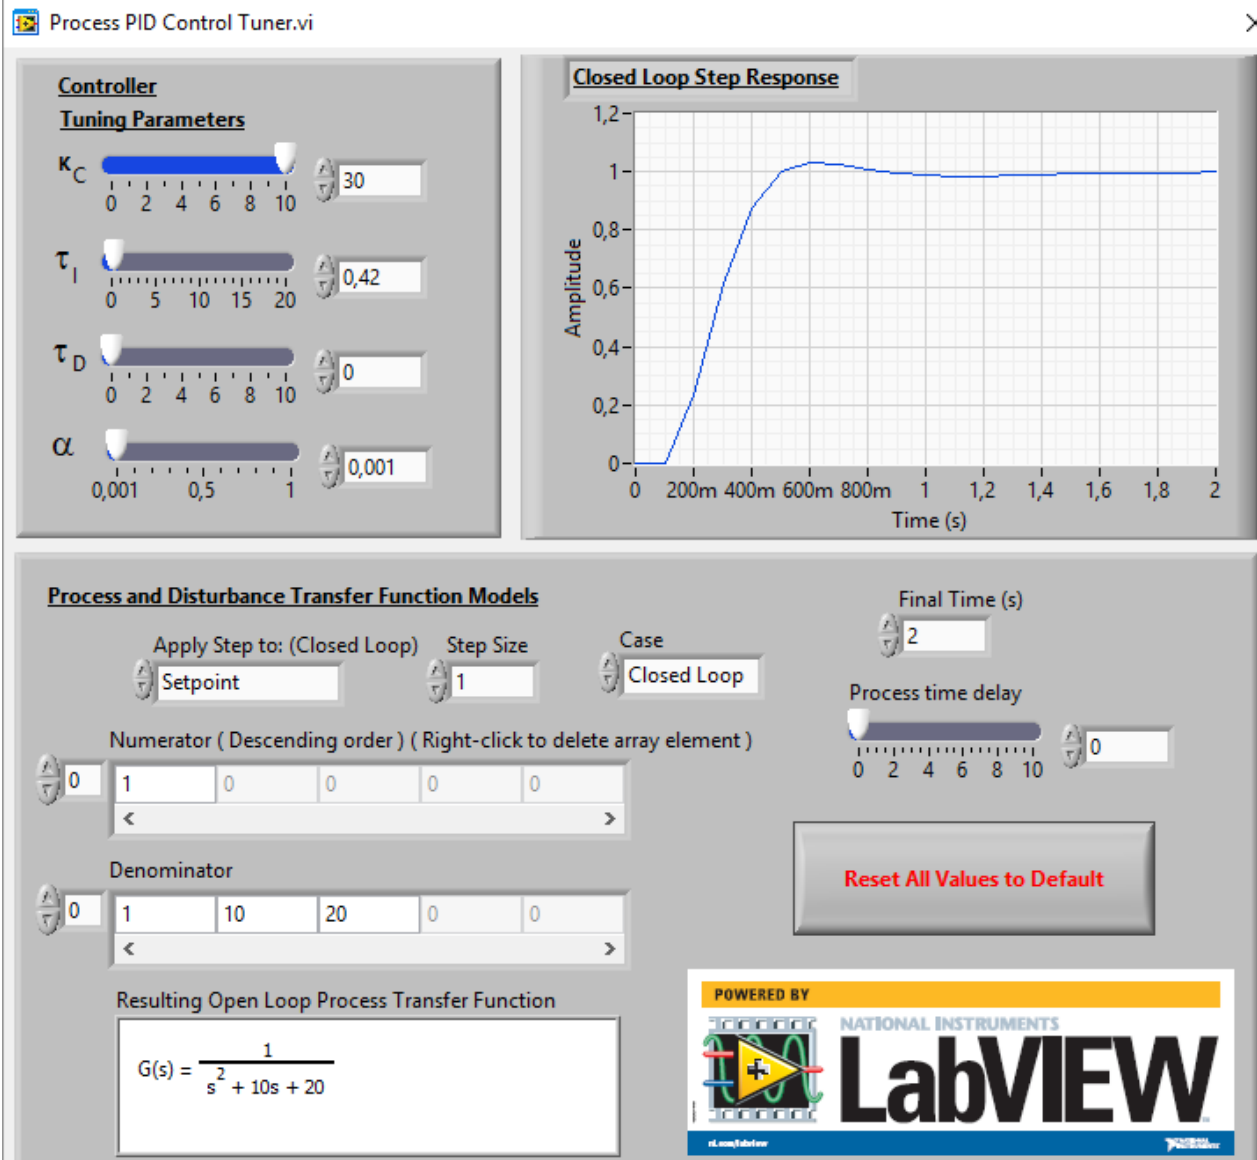 Process PID Control Tuner.vi
Controller
Tuning Parameters
κC
0 2 4 6 8 10
30
τI
0 5 10 15 20
0,42
τD
0 2 4 6 8 10
0
α
0,001 0,5 1
0,001
Closed Loop Step Response
1,2
1
0,8
0,6
0,4
0,2
0
Amplitude
0 200m 400m 600m 800m 1 1,2 1,4 1,6 1,8 2
Time (s)
Process and Disturbance Transfer Function Models
Apply Step to: (Closed Loop)
Setpoint
Step Size
1
Case
Closed Loop
Final Time (s)
2
Process time delay
0 2 4 6 8 10
0
Numerator ( Descending order ) ( Right-click to delete array element )
0 1 0 0 0 0
Denominator
0 1 10 20 0 0
Reset All Values to Default
Resulting Open Loop Process Transfer Function
1
G(s) =
s2 + 10s + 20
POWERED BY
NATIONAL INSTRUMENTS
LabVIEW
ni.com/labview